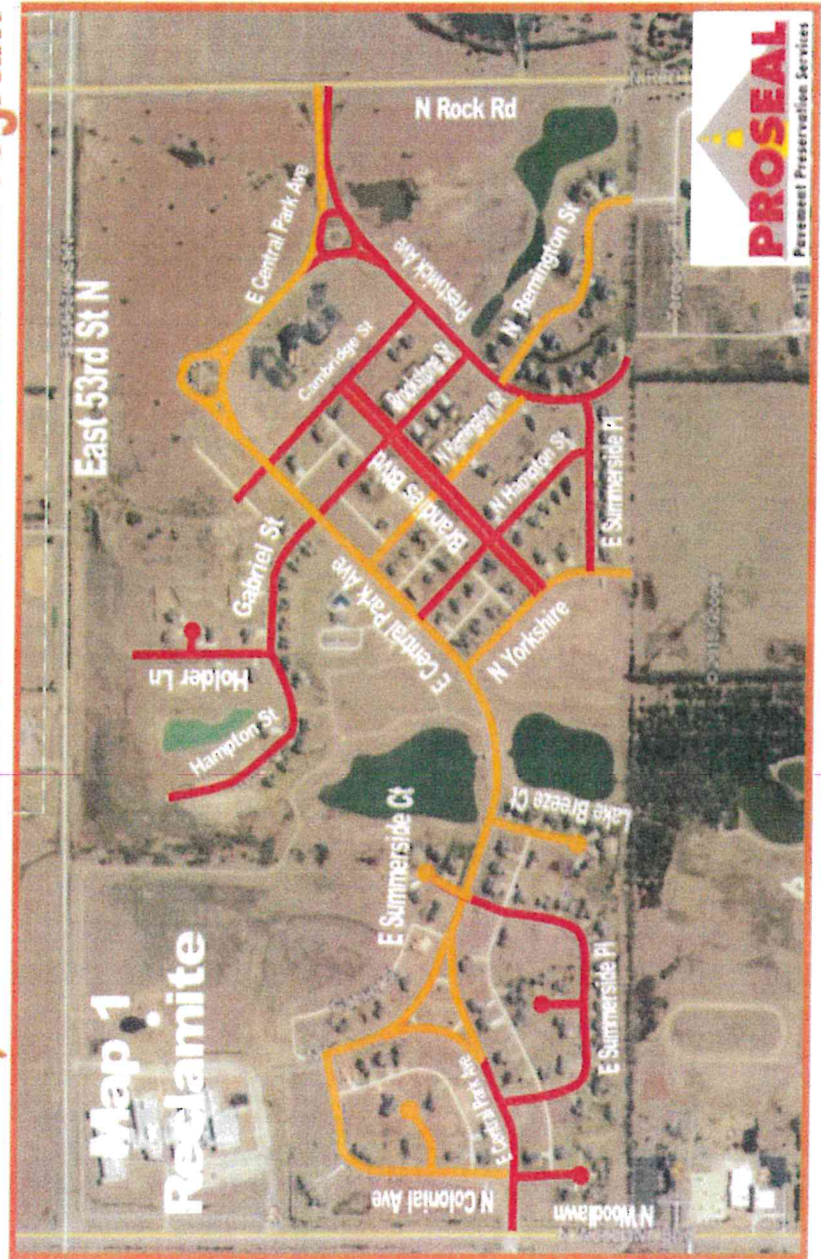 Map 1
Reclamite
East 53rd St N
N Rock Rd
E Central Park Ave
Prestwick Ave
Cambridge St
Brookstone St
N Remington St
N Remington St
Brandies Blvd
N Hampton St
E Summerside Pl
Gabriel St
E Central Park Ave
N Yorkshire
Holder Ln
Hampton St
Lake Breeze Ct
E Summerside Ct
E Summerside Pl
E Central Park Ave
N Colonial Ave
N Woodlawn
PROSEAL
Pavement Preservation Services